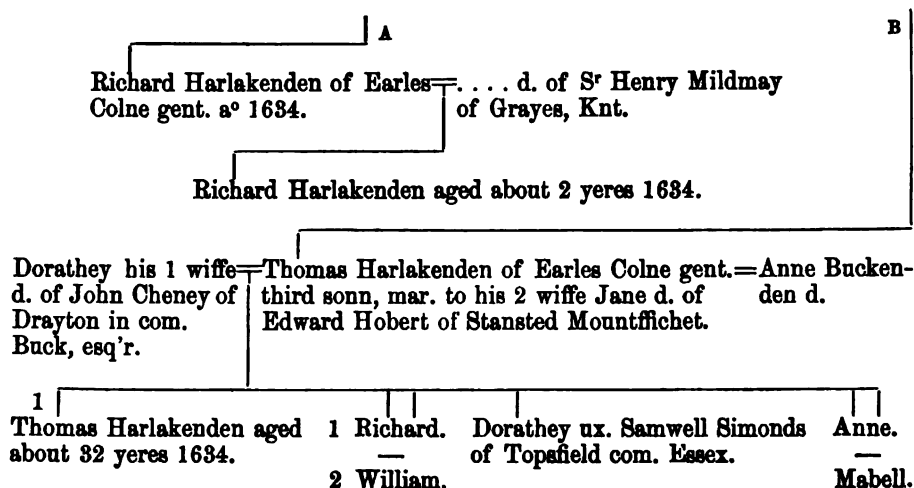 A
B
Richard Harlakenden of Earles=. . . . d. of Sʳ Henry Mildmay
Colne gent. aº 1634.
of Grayes, Knt.
Richard Harlakenden aged about 2 yeres 1634.
Dorathey his 1 wiffe=Thomas Harlakenden of Earles Colne gent.=Anne Bucken-
d. of John Cheney of
third sonn, mar. to his 2 wiffe Jane d. of
den d.
Drayton in com.
Edward Hobert of Stansted Mountffichet.
Buck, esq'r.
1
Thomas Harlakenden aged
about 32 yeres 1634.
1 Richard.
—
2 William.
Dorathey ux. Samwell Simonds
of Topsfield com. Essex.
Anne.
—
Mabell.